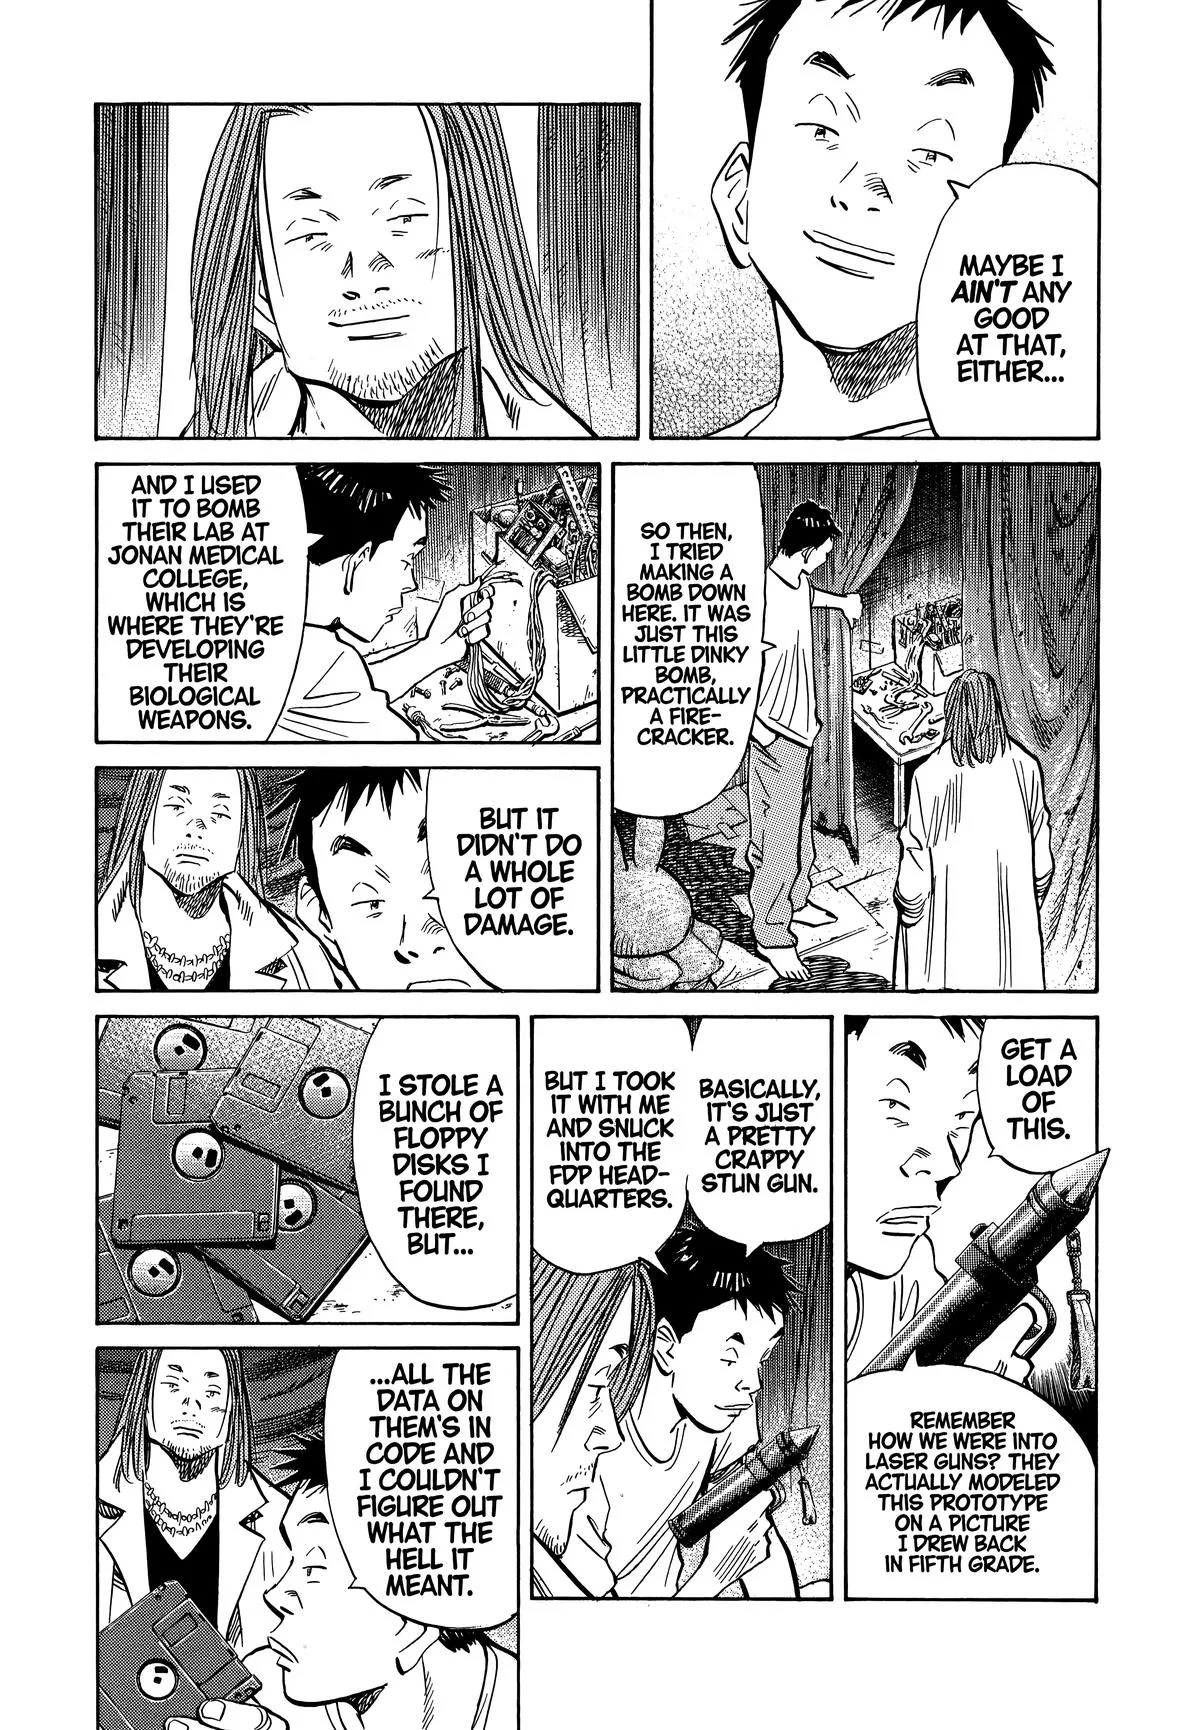 MAYBE I
AIN'T ANY
GOOD
AT THAT,
EITHER...
SO THEN,
I TRIED
MAKING A
BOMB DOWN
HERE. IT WAS
JUST THIS
LITTLE DINKY
BOMB,
PRACTICALLY
A FIRE-
CRACKER.
AND I USED
IT TO BOMB
THEIR LAB AT
JONAN MEDICAL
COLLEGE,
WHICH IS
WHERE THEY'RE
DEVELOPING
THEIR
BIOLOGICAL
WEAPONS.
BUT IT
DIDN'T DO
A WHOLE
LOT OF
DAMAGE.
GET A
LOAD
OF
THIS.
REMEMBER
HOW WE WERE INTO
LASER GUNS? THEY
ACTUALLY MODELED
THIS PROTOTYPE
ON A PICTURE
I DREW BACK
IN FIFTH GRADE.
BASICALLY,
IT'S JUST
A PRETTY
CRAPPY
STUN GUN.
BUT I TOOK
IT WITH ME
AND SNUCK
INTO THE
FDP HEAD-
QUARTERS.
I STOLE A
BUNCH OF
FLOPPY
DISKS I
FOUND
THERE,
BUT...
...ALL THE
DATA ON
THEM'S IN
CODE AND
I COULDN'T
FIGURE OUT
WHAT THE
HELL IT
MEANT.